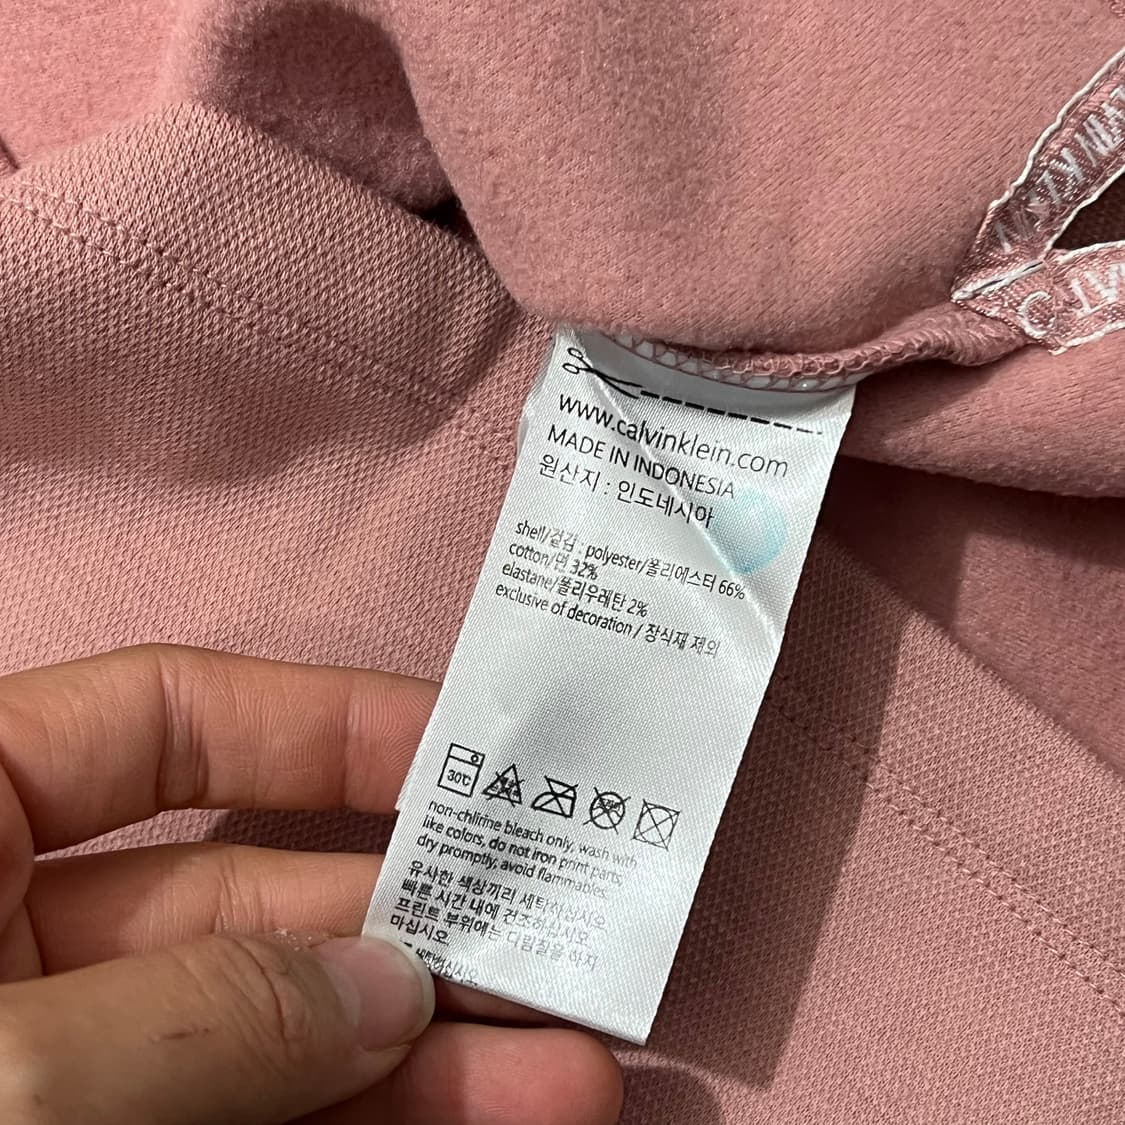 www.calvinklein.com
MADE IN INDONESIA
원산지 : 인도네시아
shell/겉감 : polyester/폴리에스터 66%
cotton/면 32%
elastane/폴리우레탄 2%
exclusive of decoration / 장식재 제외
30℃
non-chlirine bleach only, wash with
like colors, do not iron print parts,
dry promptly, avoid flammables.
유사한 색상끼리 세탁하십시오
빠른 시간 내에 건조하십시오
프린트 부위에는 다림질을 하지
마십시오